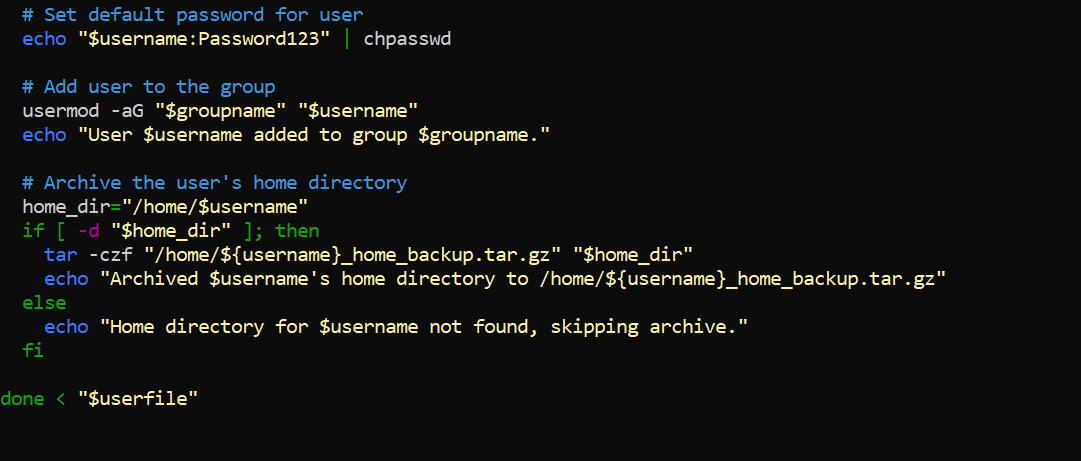 # Set default password for user
echo "$username:Password123" | chpasswd
# Add user to the group
usermod -aG "$groupname" "$username"
echo "User $username added to group $groupname."
# Archive the user's home directory
home_dir="/home/$username"
if [ -d "$home_dir" ]; then
tar -czf "/home/${username}_home_backup.tar.gz" "$home_dir"
echo "Archived $username's home directory to /home/${username}_home_backup.tar.gz"
else
echo "Home directory for $username not found, skipping archive."
fi
done < "$userfile"